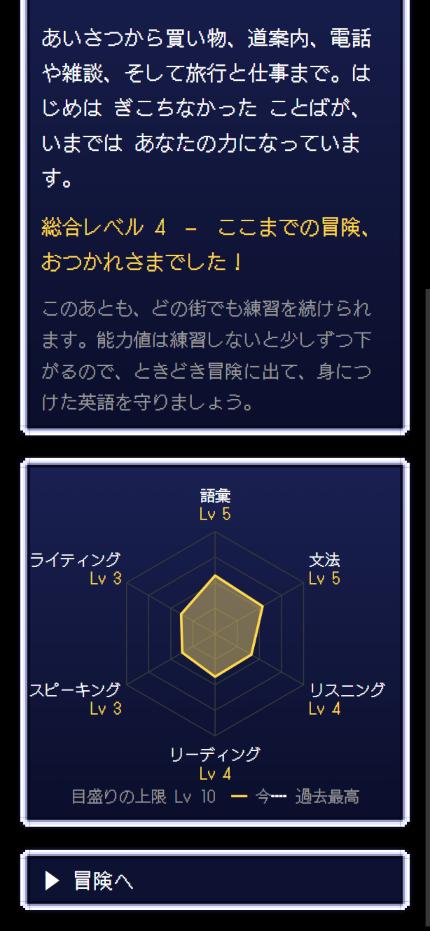 あいさつから買い物、道案内、電話
や雑談、そして旅行と仕事まで。は
じめは ぎこちなかった ことばが、
いまでは あなたの力になっていま
す。
総合レベル 4 – ここまでの冒険、
おつかれさまでした！
このあとも、どの街でも練習を続けられ
ます。能力値は練習しないと少しずつ下
がるので、ときどき冒険に出て、身につ
けた英語を守りましょう。
語彙
Lv 5
ライティング
Lv 3
文法
Lv 5
スピーキング
Lv 3
リスニング
Lv 4
リーディング
Lv 4
目盛りの上限 Lv 10 今 過去最高
▶ 冒険へ